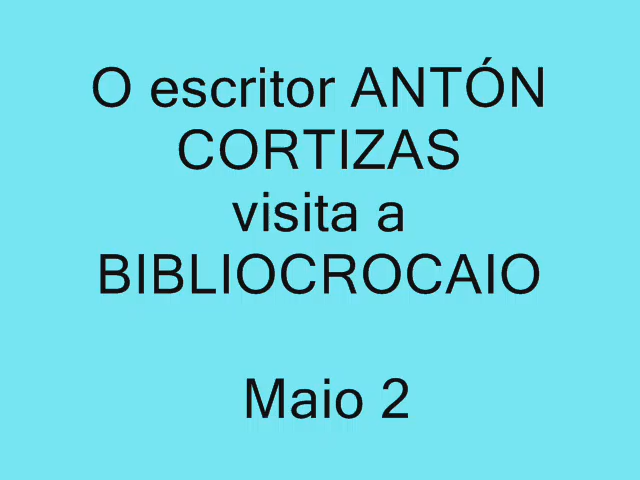 O escritor ANTÓN
CORTIZAS
visita a
BIBLIOCROCAIO
Maio 2